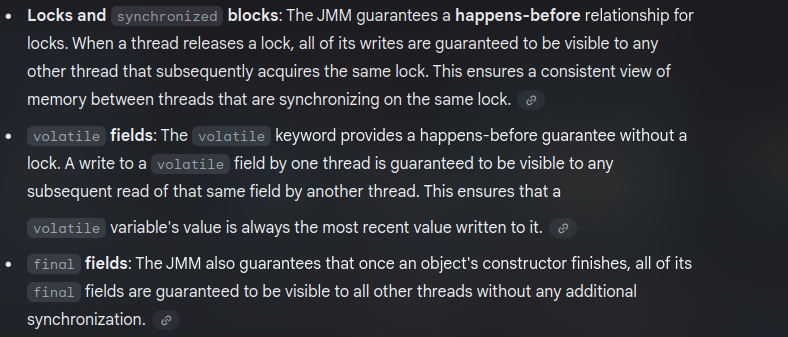 Locks and synchronized blocks: The JMM guarantees a happens-before relationship for
locks. When a thread releases a lock, all of its writes are guaranteed to be visible to any
other thread that subsequently acquires the same lock. This ensures a consistent view of
memory between threads that are synchronizing on the same lock.
volatile fields: The volatile keyword provides a happens-before guarantee without a
lock. A write to a volatile field by one thread is guaranteed to be visible to any
subsequent read of that same field by another thread. This ensures that a
volatile variable's value is always the most recent value written to it.
final fields: The JMM also guarantees that once an object's constructor finishes, all of its
final fields are guaranteed to be visible to all other threads without any additional
synchronization.